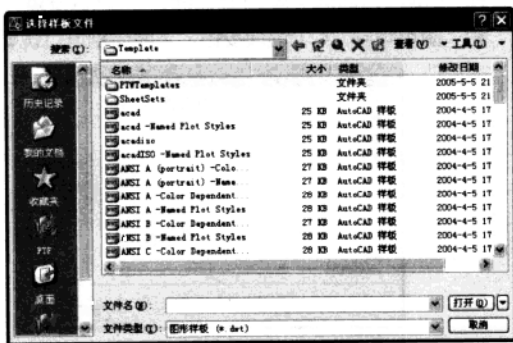 选择样板文件
搜索(I): Template 查看(V) 工具(L)
名称 大小 类型 修改日期
PTWTemplates 文件夹 2005-5-5 21
SheetSets 文件夹 2005-5-5 21
acad 25 KB AutoCAD 样板 2004-4-5 17
acad -Named Plot Styles 25 KB AutoCAD 样板 2004-4-5 17
acadiso 25 KB AutoCAD 样板 2004-4-5 17
acadISO -Named Plot Styles 25 KB AutoCAD 样板 2004-4-5 17
ANSI A (portrait) -Colo... 27 KB AutoCAD 样板 2004-4-5 17
ANSI A (portrait) -Name... 27 KB AutoCAD 样板 2004-4-5 17
ANSI A -Color Dependent... 28 KB AutoCAD 样板 2004-4-5 17
ANSI A -Named Plot Styles 28 KB AutoCAD 样板 2004-4-5 17
ANSI B -Color Dependent... 27 KB AutoCAD 样板 2004-4-5 17
ANSI B -Named Plot Styles 28 KB AutoCAD 样板 2004-4-5 17
ANSI C -Color Dependent... 28 KB AutoCAD 样板 2004-4-5 17
历史记录
我的文档
收藏夹
FTP
桌面
文件名(N): 打开(O)
文件类型(T): 图形样板 (*.dwt) 取消